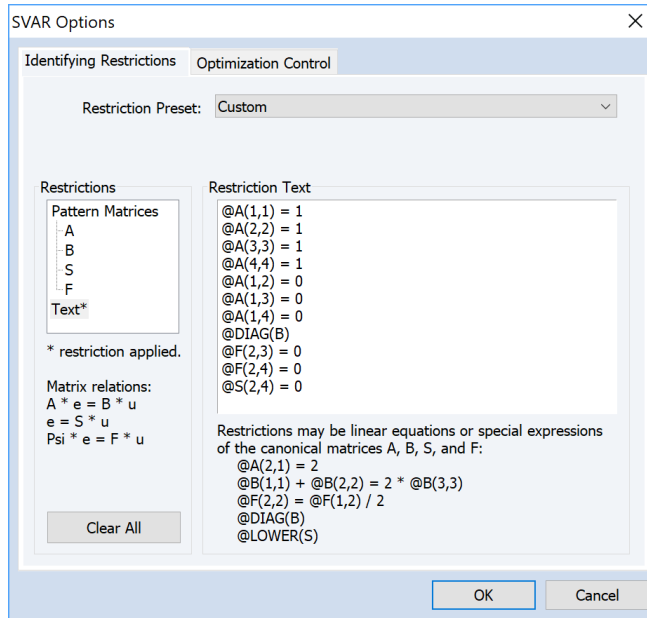 SVAR Options
Identifying Restrictions
Optimization Control
Restriction Preset:
Custom
Restrictions
Pattern Matrices
A
B
S
F
Text*
* restriction applied.
Matrix relations:
A * e = B * u
e = S * u
Psi * e = F * u
Clear All
Restriction Text
@A(1,1) = 1
@A(2,2) = 1
@A(3,3) = 1
@A(4,4) = 1
@A(1,2) = 0
@A(1,3) = 0
@A(1,4) = 0
@DIAG(B)
@F(2,3) = 0
@F(2,4) = 0
@S(2,4) = 0
Restrictions may be linear equations or special expressions
of the canonical matrices A, B, S, and F:
@A(2,1) = 2
@B(1,1) + @B(2,2) = 2 * @B(3,3)
@F(2,2) = @F(1,2) / 2
@DIAG(B)
@LOWER(S)
OK
Cancel